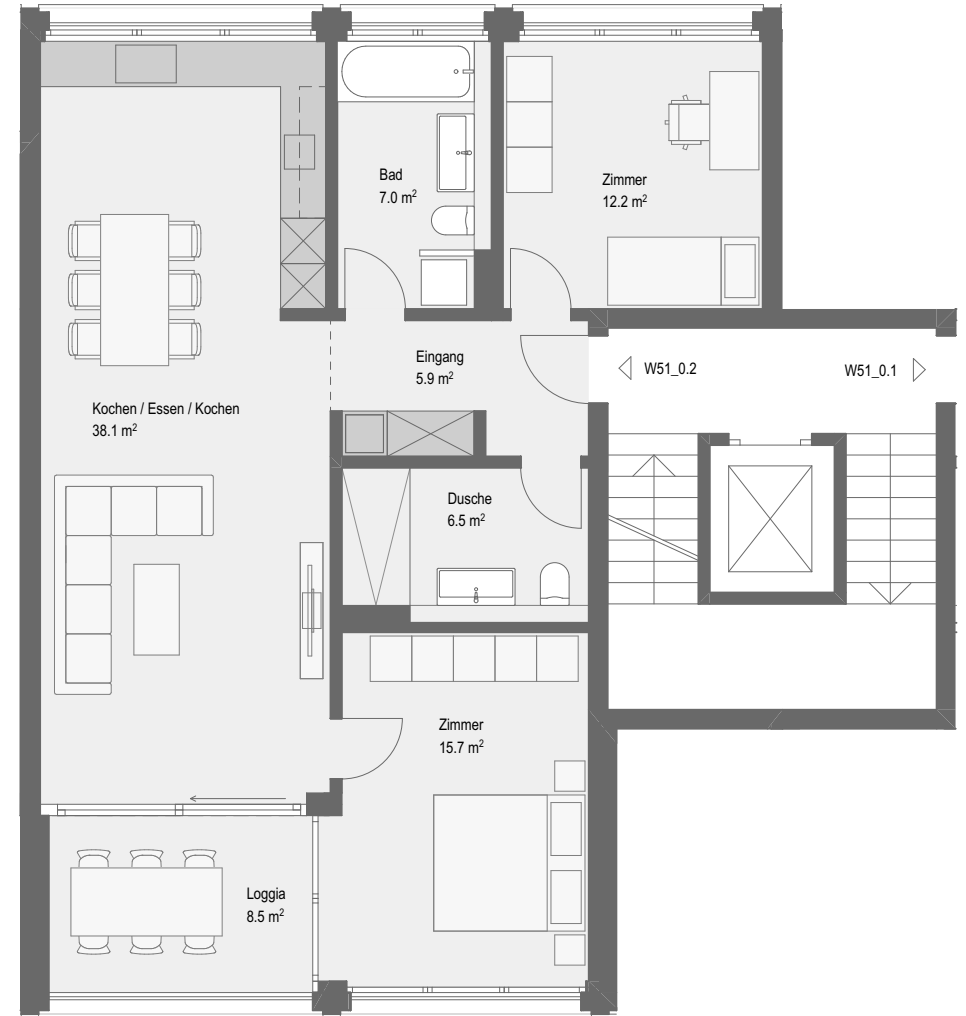 Bad
7.0 m²
Zimmer
12.2 m²
Eingang
5.9 m²
W51_0.2
W51_0.1
Kochen / Essen / Kochen
38.1 m²
Dusche
6.5 m²
Zimmer
15.7 m²
Loggia
8.5 m²